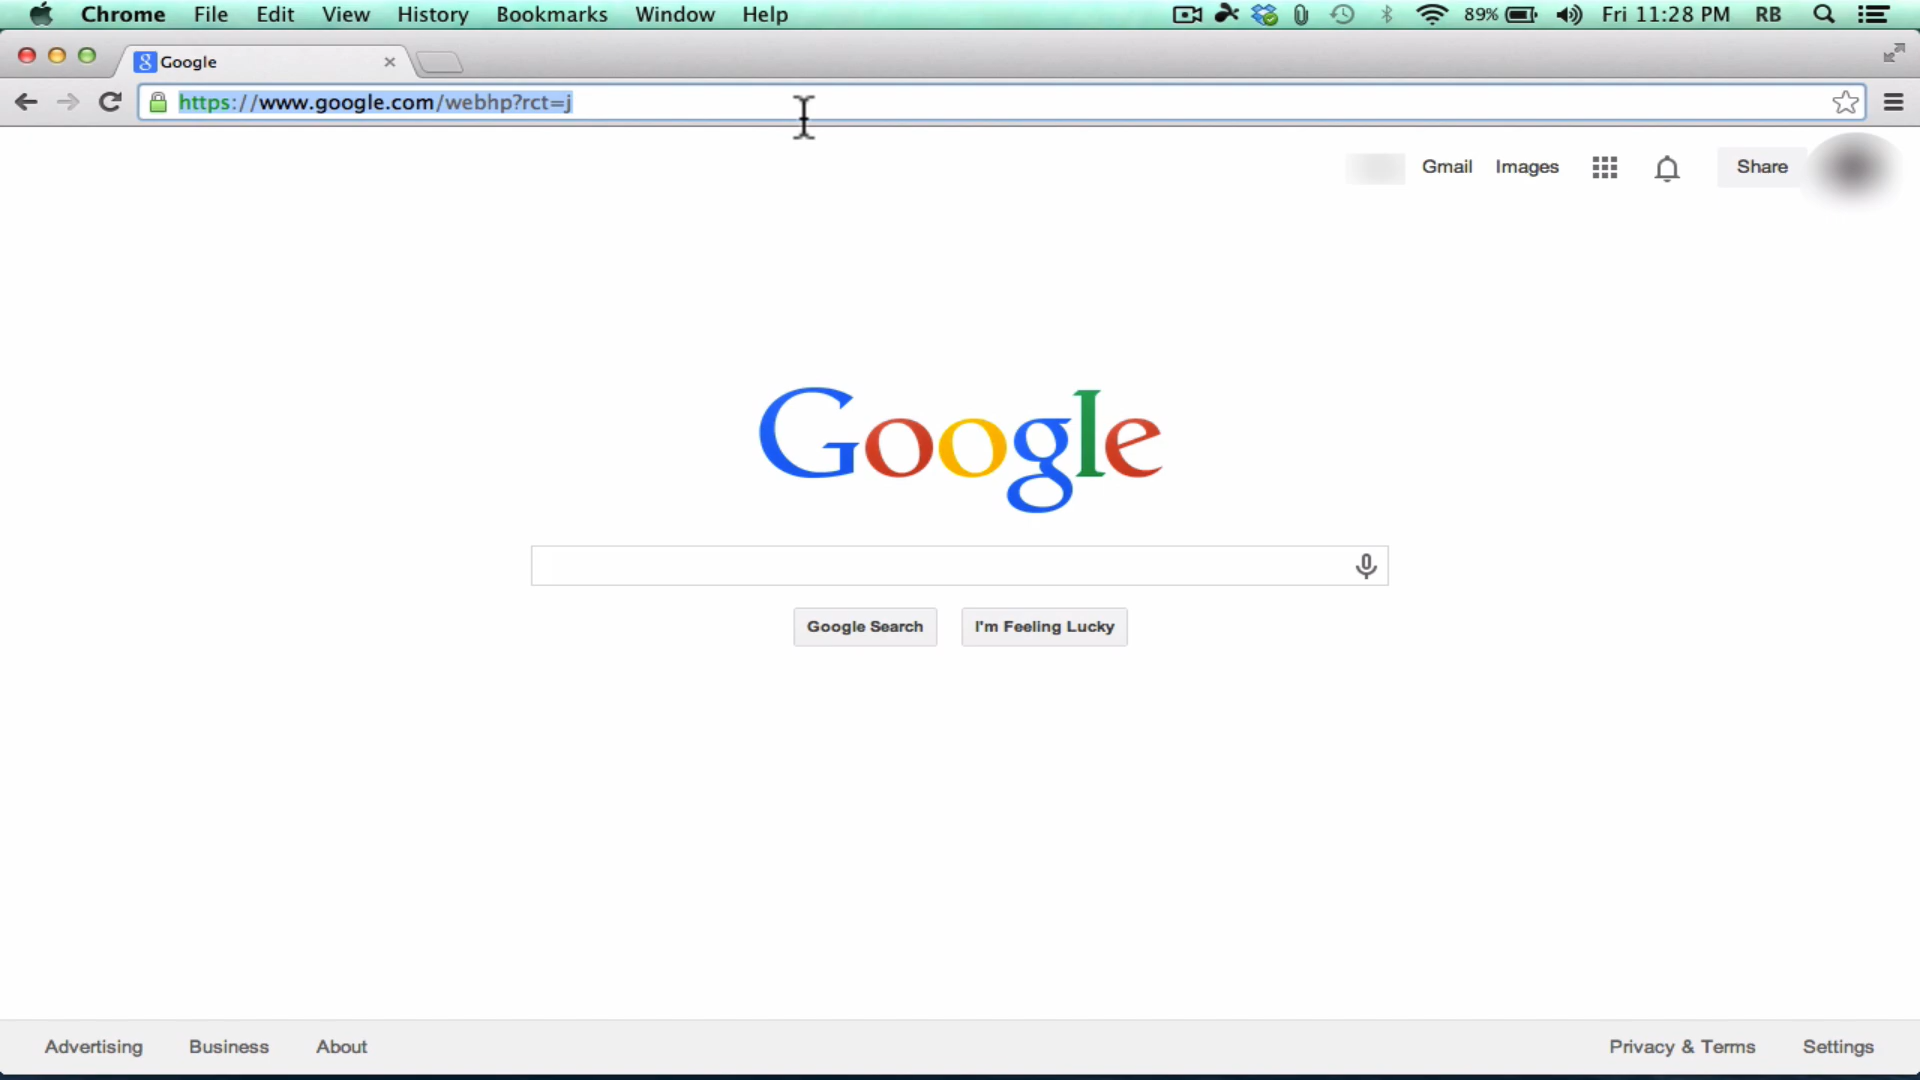 Chrome File Edit View History Bookmarks Window Help 89% Fri 11:28 PM RB
Google
https://www.google.com/webhp?rct=j
Gmail Images Share
Google
Google Search I'm Feeling Lucky
Advertising Business About Privacy & Terms Settings